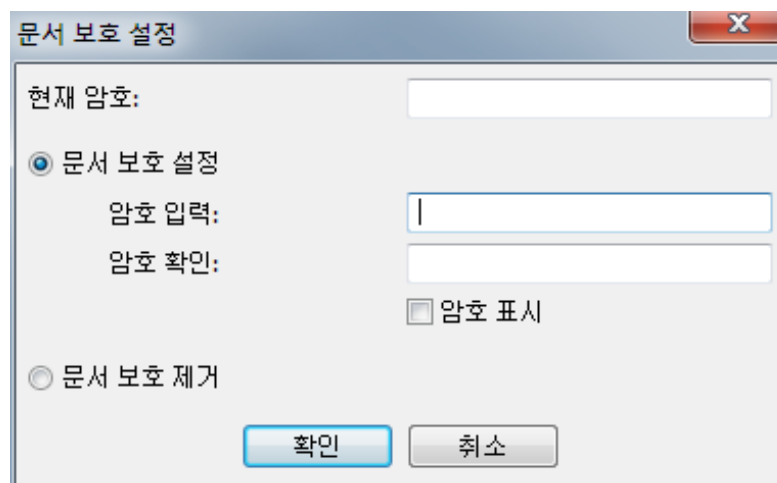 문서 보호 설정
현재 암호:
문서 보호 설정
암호 입력:
암호 확인:
암호 표시
문서 보호 제거
확인 취소